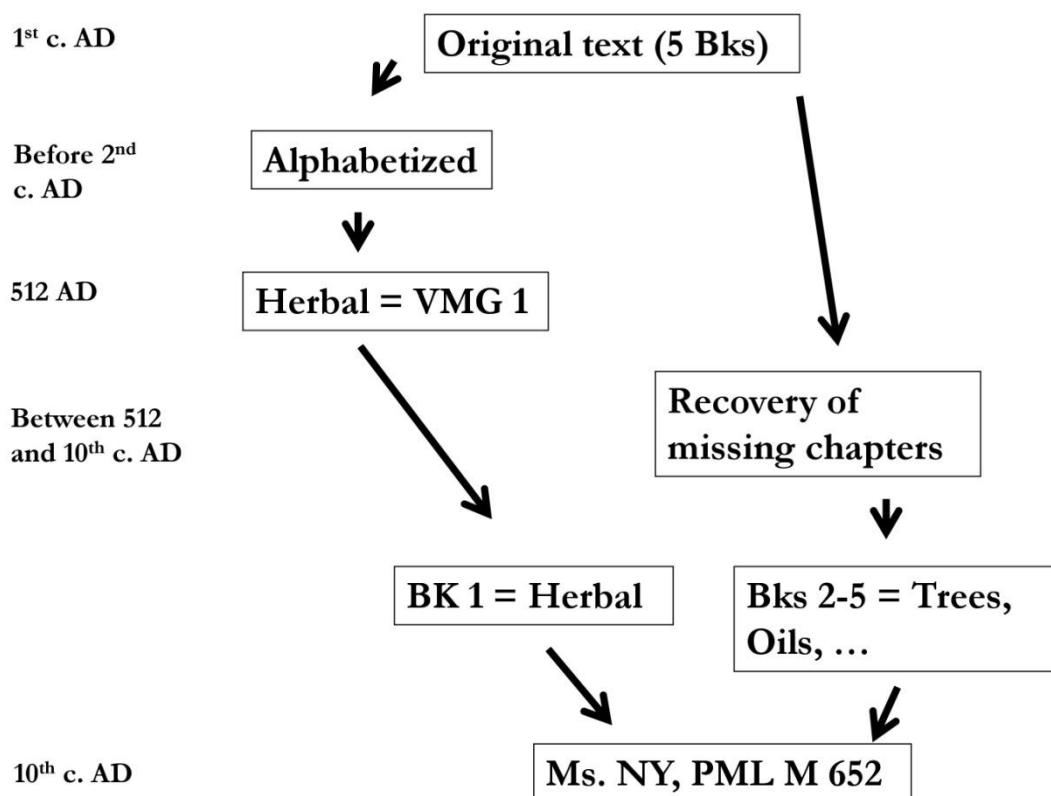 1st c. AD
Original text (5 Bks)
Before 2nd
c. AD
Alphabetized
512 AD
Herbal = VMG 1
Between 512
and 10th c. AD
Recovery of
missing chapters
BK 1 = Herbal
Bks 2-5 = Trees,
Oils, …
10th c. AD
Ms. NY, PML M 652